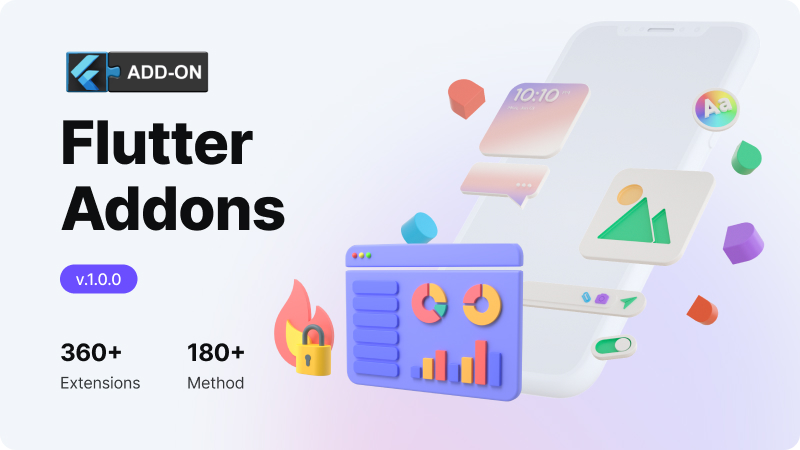 ADD-ON
Flutter
Addons
v.1.0.0
360+
Extensions
180+
Method
10:10
Aa